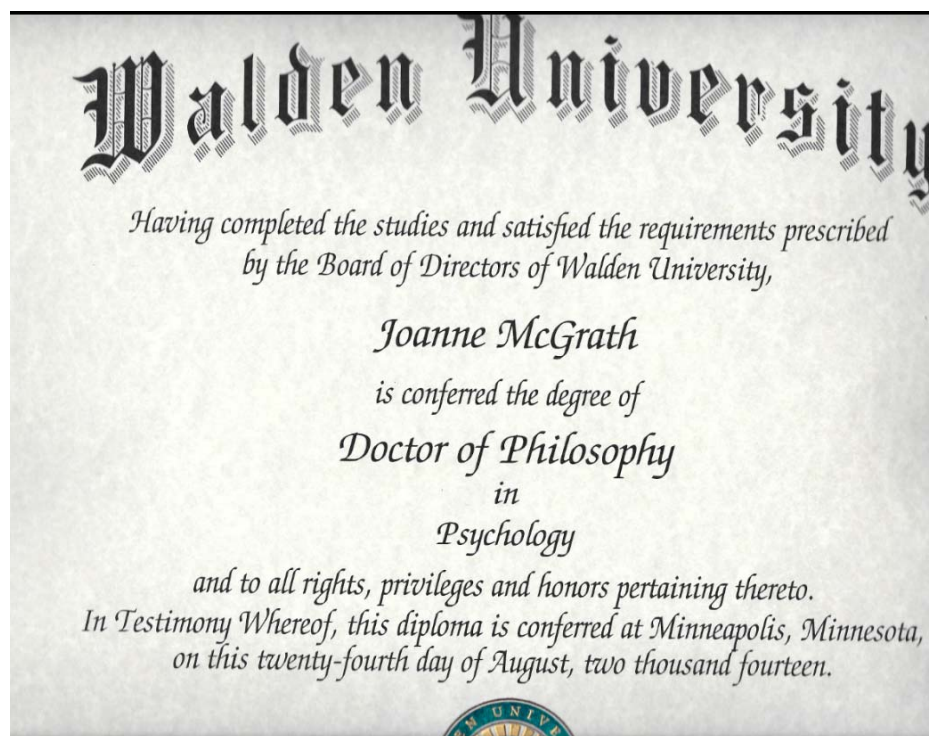 Walden University
Having completed the studies and satisfied the requirements prescribed
by the Board of Directors of Walden University,
Joanne McGrath
is conferred the degree of
Doctor of Philosophy
in
Psychology
and to all rights, privileges and honors pertaining thereto.
In Testimony Whereof, this diploma is conferred at Minneapolis, Minnesota,
on this twenty-fourth day of August, two thousand fourteen.
UNIVE